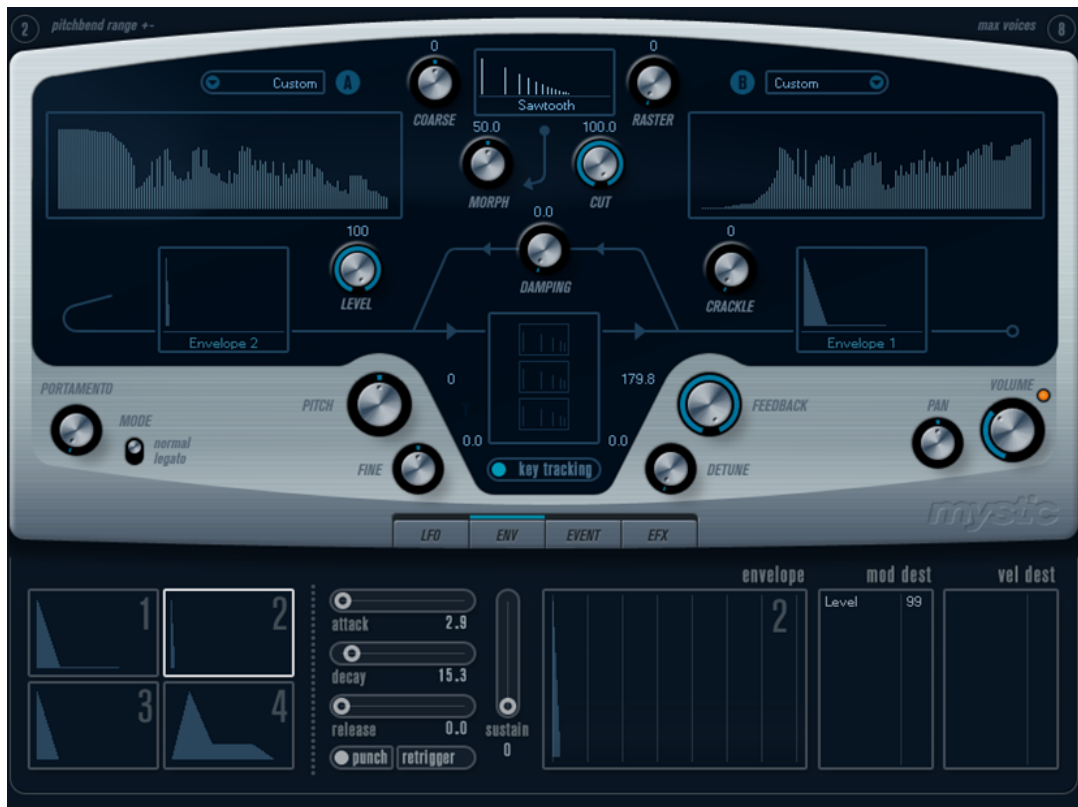 2 pitchbend range +-
max voices 8
Custom A
0
COARSE
Sawtooth
0
RASTER
B Custom
50.0
MORPH
100.0
CUT
100
LEVEL
0.0
DAMPING
0
CRACKLE
Envelope 2
Envelope 1
PORTAMENTO
MODE
normal
legato
PITCH
0
FINE
0.0
179.8
FEEDBACK
0.0
DETUNE
key tracking
PAN
VOLUME
mystic
LFO ENV EVENT EFX
1
2
3
4
attack 2.9
decay 15.3
release 0.0
punch retrigger
sustain
0
envelope
2
mod dest
Level 99
vel dest